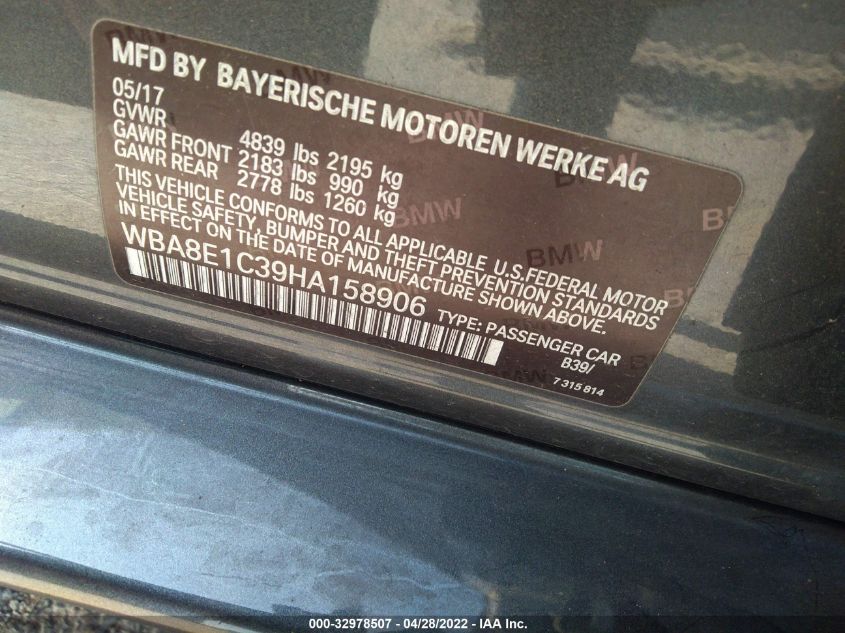 MFD BY BAYERISCHE MOTOREN WERKE AG
05/17
GVWR 4839 lbs 2195 kg
GAWR FRONT 2183 lbs 990 kg
GAWR REAR 2778 lbs 1260 kg
THIS VEHICLE CONFORMS TO ALL APPLICABLE U.S.FEDERAL MOTOR
VEHICLE SAFETY, BUMPER AND THEFT PREVENTION STANDARDS
IN EFFECT ON THE DATE OF MANUFACTURE SHOWN ABOVE.
WBA8E1C39HA158906
TYPE: PASSENGER CAR
B39/
7 315 814
BMW
BMW
BMW
000-32978507 - 04/28/2022 - IAA Inc.